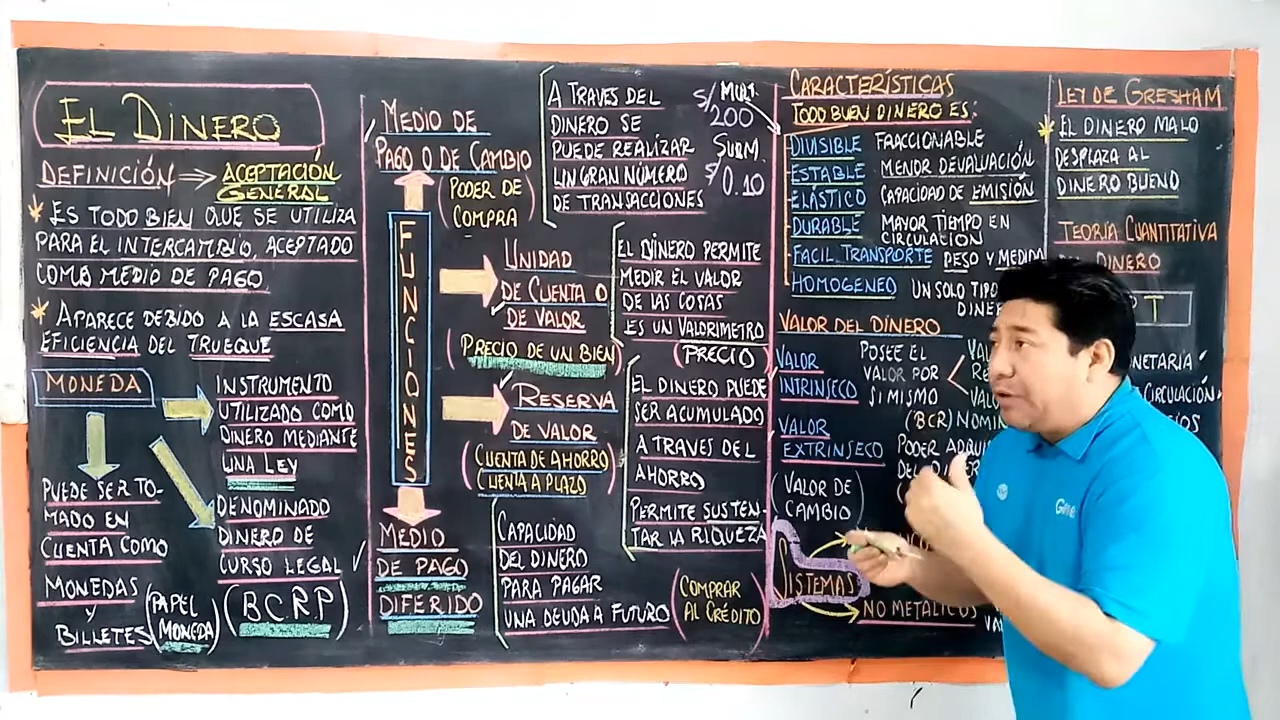 EL DINERO
DEFINICIÓN ⇒ ACEPTACIÓN
GENERAL
ES TODO BIEN QUE SE UTILIZA
PARA EL INTERCAMBIO, ACEPTADO
COMO MEDIO DE PAGO.
APARECE DEBIDO A LA ESCASA
EFICIENCIA DEL TRUEQUE
MONEDA
INSTRUMENTO
UTILIZADO COMO
DINERO MEDIANTE
UNA LEY
PUEDE SER TO-
MADO EN
CUENTA COMO
MONEDAS
Y
BILLETES
(PAPEL
MONEDA)
DENOMINADO
DINERO DE
CURSO LEGAL ✓
(BCRP)
FUNCIONES
MEDIO DE
PAGO O DE CAMBIO
(PODER DE
COMPRA)
A TRAVES DEL
DINERO SE
PUEDE REALIZAR
UN GRAN NÚMERO
DE TRANSACCIONES
MULT.
S/200
SUBM.
S/0.10
UNIDAD
DE CUENTA O
DE VALOR
(PRECIO DE UN BIEN)
EL DINERO PERMITE
MEDIR EL VALOR
DE LAS COSAS
ES UN VALORIMETRO
(PRECIO)
RESERVA
DE VALOR
(CUENTA DE AHORRO
CUENTA A PLAZO)
EL DINERO PUEDE
SER ACUMULADO
A TRAVES DEL
AHORRO
PERMITE SUSTEN-
TAR LA RIQUEZA
MEDIO
DE PAGO
DIFERIDO
CAPACIDAD
DEL DINERO
PARA PAGAR
UNA DEUDA A FUTURO
(COMPRAR
AL CRÉDITO)
CARACTERÍSTICAS
TODO BUEN DINERO ES:
DIVISIBLE FRACCIONABLE
ESTABLE MENOR DEVALUACIÓN
ELÁSTICO CAPACIDAD DE EMISIÓN
DURABLE MAYOR TIEMPO EN
CIRCULACIÓN
FACIL TRANSPORTE PESO Y MEDIDA
HOMOGENEO UN SOLO TIPO
DINE
VALOR DEL DINERO
VALOR
INTRINSECO
POSEE EL
VALOR POR
SI MISMO
(BCR) NOMIN
VALOR
EXTRINSECO
PODER ADQU
(VALOR DE
CAMBIO)
SISTEMAS
NO METALICOS
LEY DE GRESHAM
EL DINERO MALO
DESPLAZA AL
DINERO BUENO
TEORÍA CUANTITATIVA
DINERO
T
NETARIA
CIRCULACIÓN